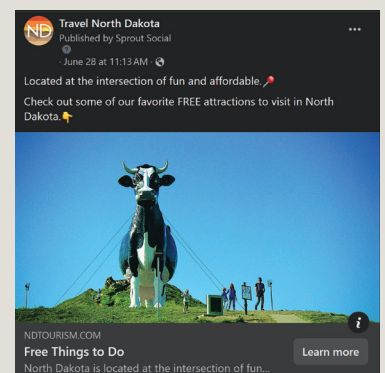 ND
Travel North Dakota
Published by Sprout Social
?
· June 28 at 11:13 AM ·
Located at the intersection of fun and affordable.📍
Check out some of our favorite FREE attractions to visit in North
Dakota.👇
i
NDTOURISM.COM
Free Things to Do
North Dakota is located at the intersection of fun...
Learn more